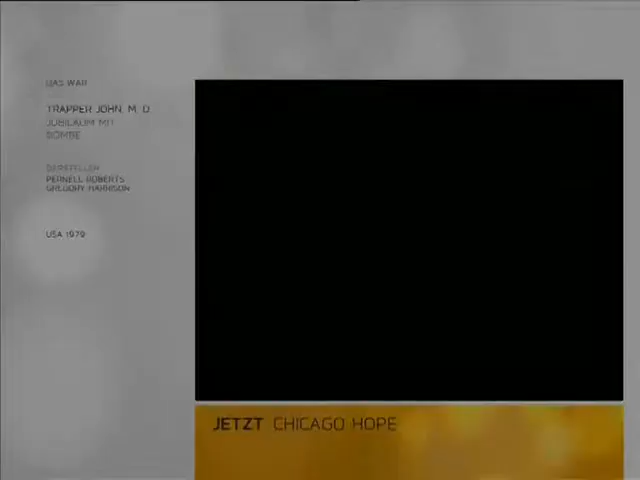 DAS WAR
TRAPPER JOHN, M. D.
JUBILÄUM MIT
BOMBE
DARSTELLER
PERNELL ROBERTS
GREGORY HARRISON
USA 1979
JETZT CHICAGO HOPE